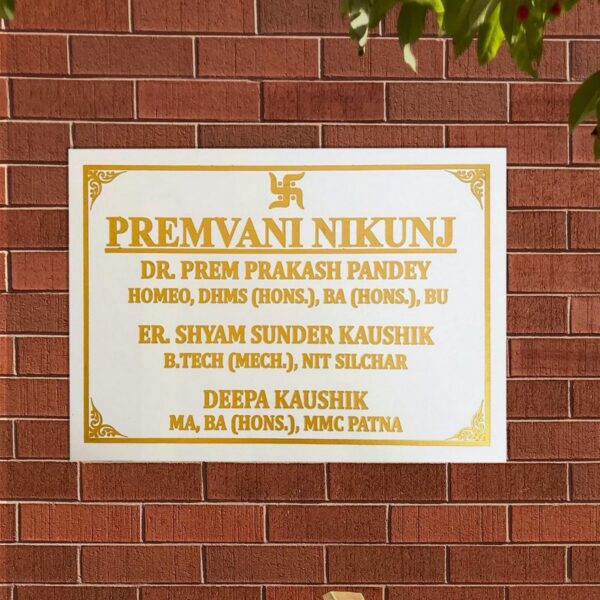 PREMVANI NIKUNJ
DR. PREM PRAKASH PANDEY
HOMEO, DHMS (HONS.), BA (HONS.), BU
ER. SHYAM SUNDER KAUSHIK
B.TECH (MECH.), NIT SILCHAR
DEEPA KAUSHIK
MA, BA (HONS.), MMC PATNA